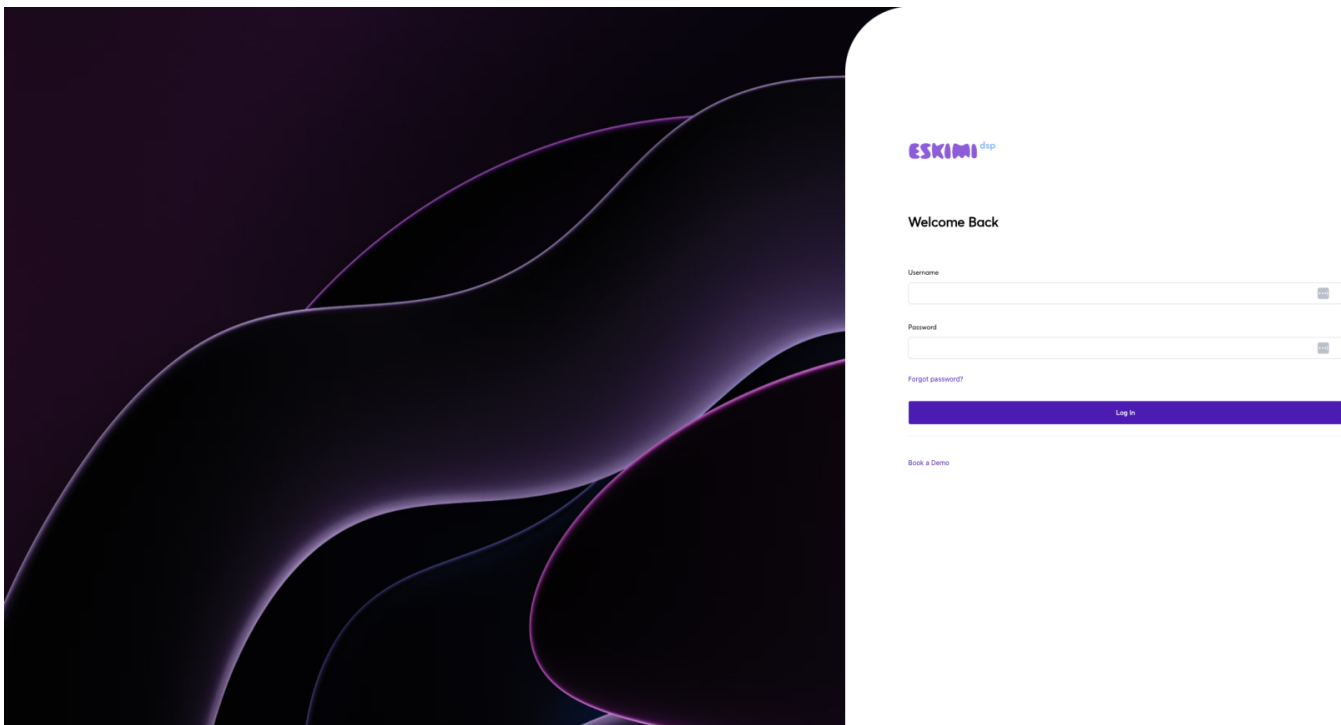 ESKIMI dsp
Welcome Back
Username
Password
Forgot password?
Log In
Book a Demo